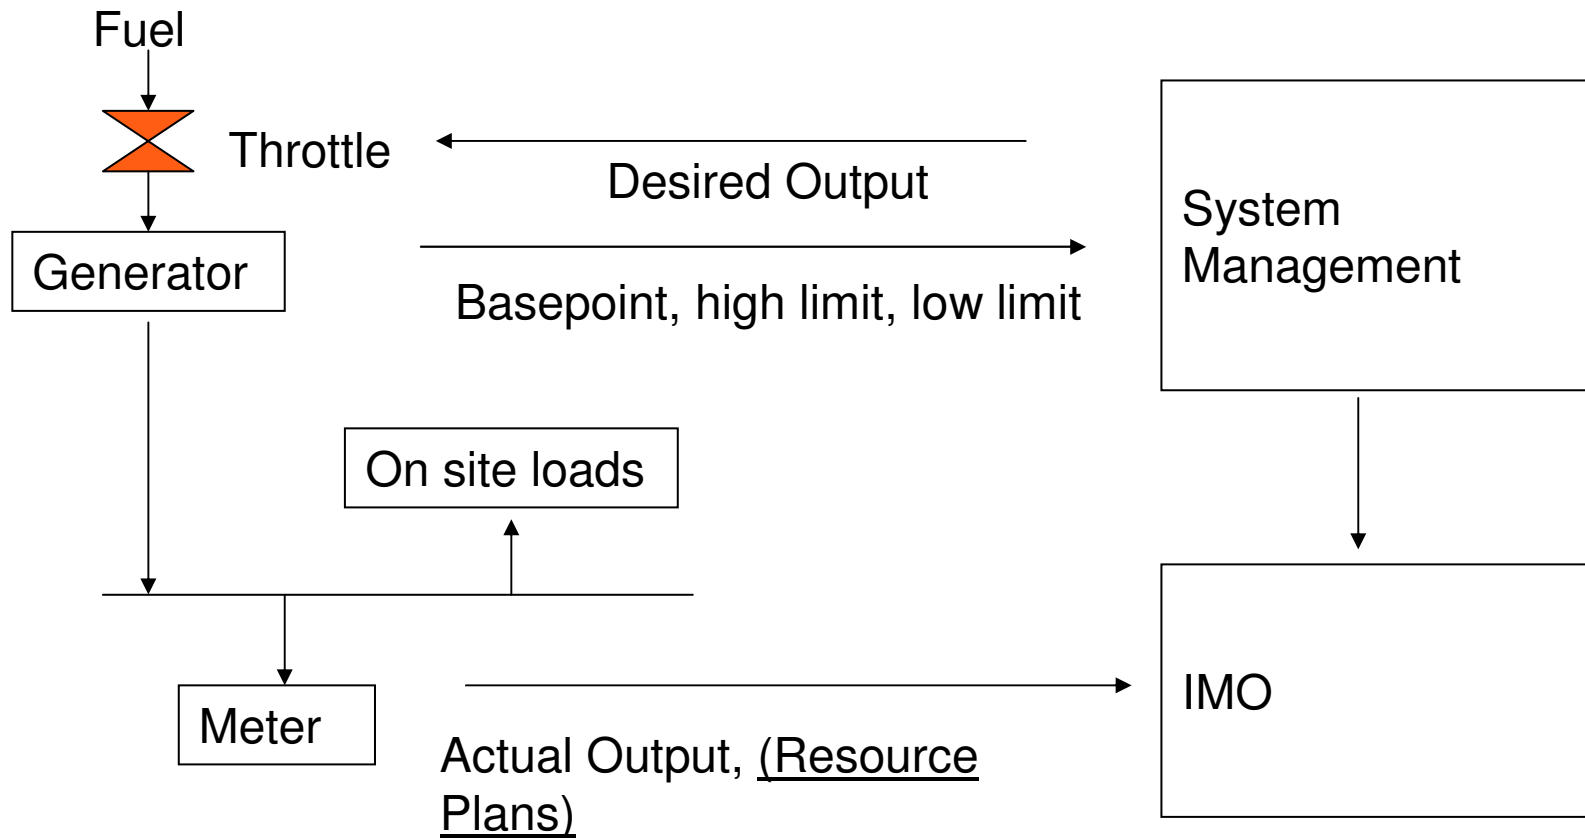 Fuel
Throttle
Desired Output
System
Management
Generator
Basepoint, high limit, low limit
On site loads
IMO
Meter
Actual Output, (Resource
Plans)